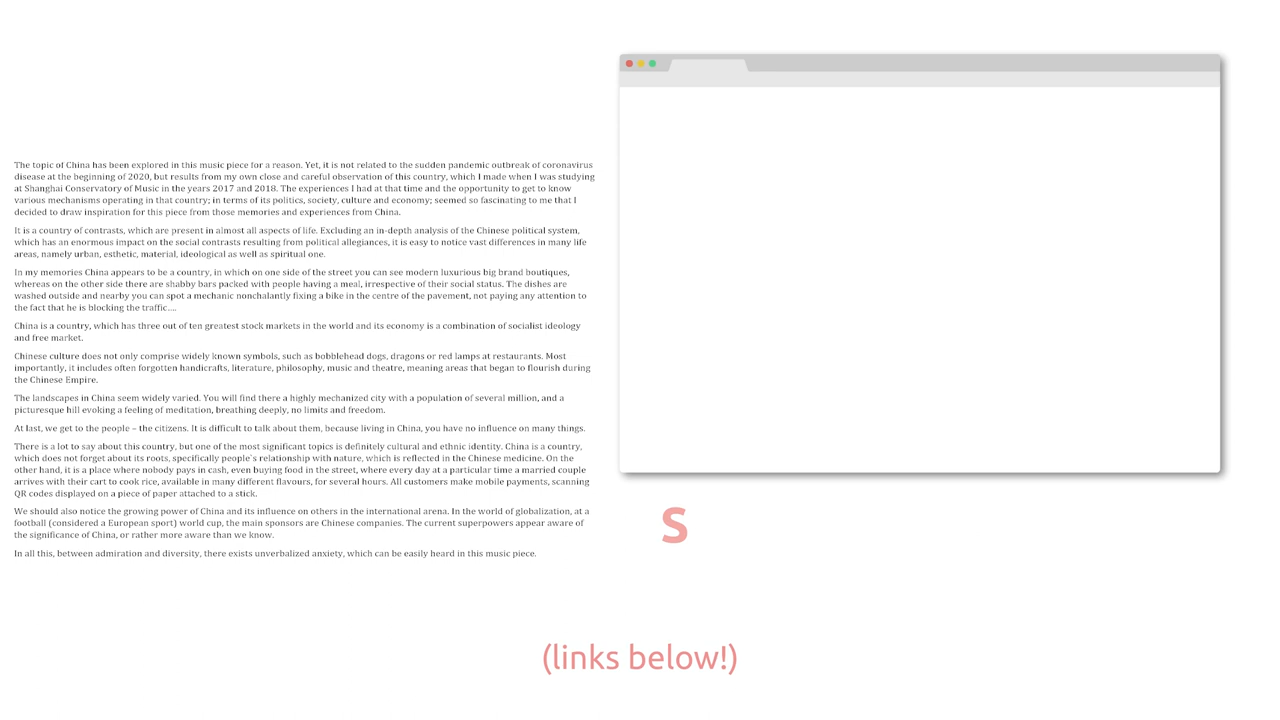 The topic of China has been explored in this music piece for a reason. Yet, it is not related to the sudden pandemic outbreak of coronavirus
disease at the beginning of 2020, but results from my own close and careful observation of this country, which I made when I was studying
at Shanghai Conservatory of Music in the years 2017 and 2018. The experiences I had at that time and the opportunity to get to know
various mechanisms operating in that country; in terms of its politics, society, culture and economy; seemed so fascinating to me that I
decided to draw inspiration for this piece from those memories and experiences from China.
It is a country of contrasts, which are present in almost all aspects of life. Excluding an in-depth analysis of the Chinese political system,
which has an enormous impact on the social contrasts resulting from political allegiances, it is easy to notice vast differences in many life
areas, namely urban, esthetic, material, ideological as well as spiritual one.
In my memories China appears to be a country, in which on one side of the street you can see modern luxurious big brand boutiques,
whereas on the other side there are shabby bars packed with people having a meal, irrespective of their social status. The dishes are
washed outside and nearby you can spot a mechanic nonchalantly fixing a bike in the centre of the pavement, not paying any attention to
the fact that he is blocking the traffic....
China is a country, which has three out of ten greatest stock markets in the world and its economy is a combination of socialist ideology
and free market.
Chinese culture does not only comprise widely known symbols, such as bobblehead dogs, dragons or red lamps at restaurants. Most
importantly, it includes often forgotten handicrafts, literature, philosophy, music and theatre, meaning areas that began to flourish during
the Chinese Empire.
The landscapes in China seem widely varied. You will find there a highly mechanized city with a population of several million, and a
picturesque hill evoking a feeling of meditation, breathing deeply, no limits and freedom.
At last, we get to the people – the citizens. It is difficult to talk about them, because living in China, you have no influence on many things.
There is a lot to say about this country, but one of the most significant topics is definitely cultural and ethnic identity. China is a country,
which does not forget about its roots, specifically people`s relationship with nature, which is reflected in the Chinese medicine. On the
other hand, it is a place where nobody pays in cash, even buying food in the street, where every day at a particular time a married couple
arrives with their cart to cook rice, available in many different flavours, for several hours. All customers make mobile payments, scanning
QR codes displayed on a piece of paper attached to a stick.
We should also notice the growing power of China and its influence on others in the international arena. In the world of globalization, at a
football (considered a European sport) world cup, the main sponsors are Chinese companies. The current superpowers appear aware of
the significance of China, or rather more aware than we know.
In all this, between admiration and diversity, there exists unverbalized anxiety, which can be easily heard in this music piece.
S
(links below!)